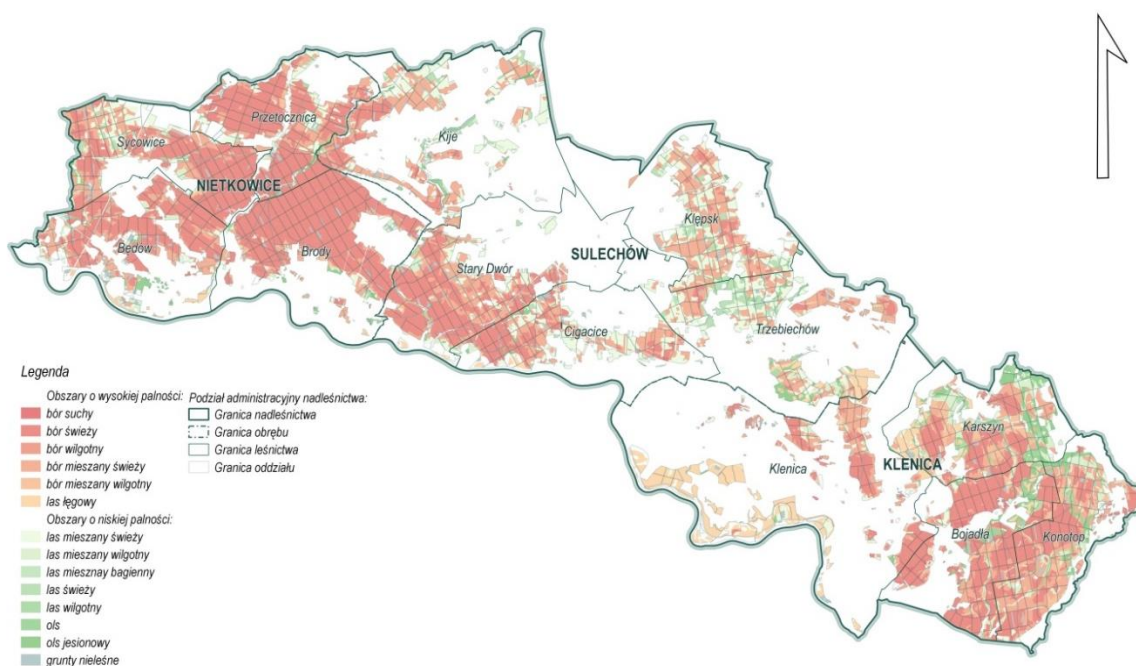 Przetocznica
Kije
Sycowice
NIETKOWICE
Klępsk
Będów
Brody
SULECHÓW
Stary Dwór
Cigacice
Trzebiechów
Karszyn
Klenica
KLENICA
Bojadła
Konotop
Legenda
Obszary o wysokiej palności:
bór suchy
bór świeży
bór wilgotny
bór mieszany świeży
bór mieszany wilgotny
las łęgowy
Obszary o niskiej palności:
las mieszany świeży
las mieszany wilgotny
las miesznay bagienny
las świeży
las wilgotny
ols
ols jesionowy
grunty nieleśne
Podział administracyjny nadleśnictwa:
Granica nadleśnictwa
Granica obrębu
Granica leśnictwa
Granica oddziału